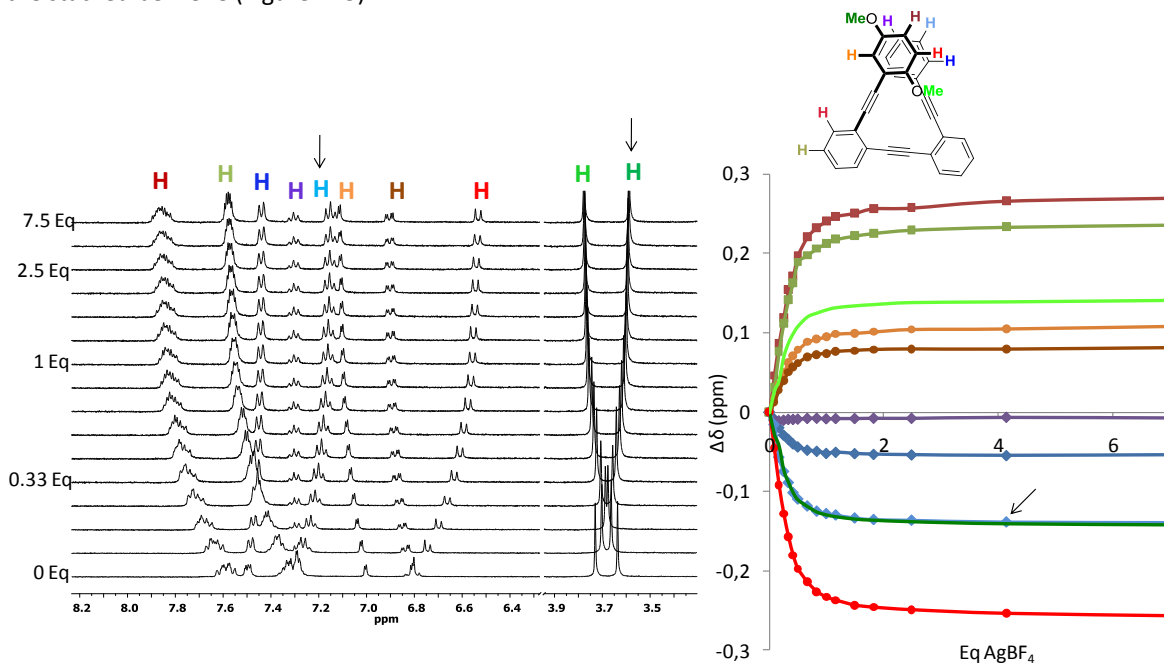 MeO H H H
H H
H
OMe
H
H
H H H H H H H H H H
7.5 Eq
2.5 Eq
1 Eq
0.33 Eq
0 Eq
8.2 8.0 7.8 7.6 7.4 7.2 7.0 6.8 6.6 6.4 3.9 3.7 3.5
ppm
0,3
0,2
0,1
0
-0,1
-0,2
-0,3
0 2 4 6
Δδ (ppm)
Eq AgBF4